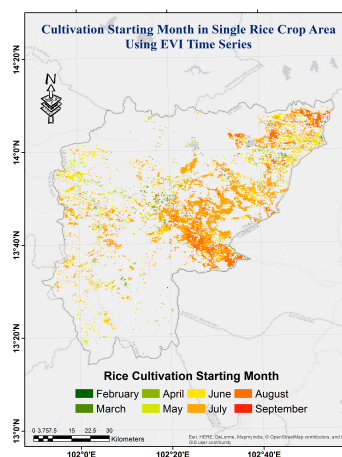 Cultivation Starting Month in Single Rice Crop Area
Using EVI Time Series
14°20'N
N
14°0'N
13°40'N
13°20'N
13°0'N
Rice Cultivation Starting Month
February April June August
March May July September
0 3.757.5 15 22.5 30
Kilometers
Esri, HERE, DeLorme, MapmyIndia, © OpenStreetMap contributors, and
GIS user community
102°0'E 102°20'E 102°40'E